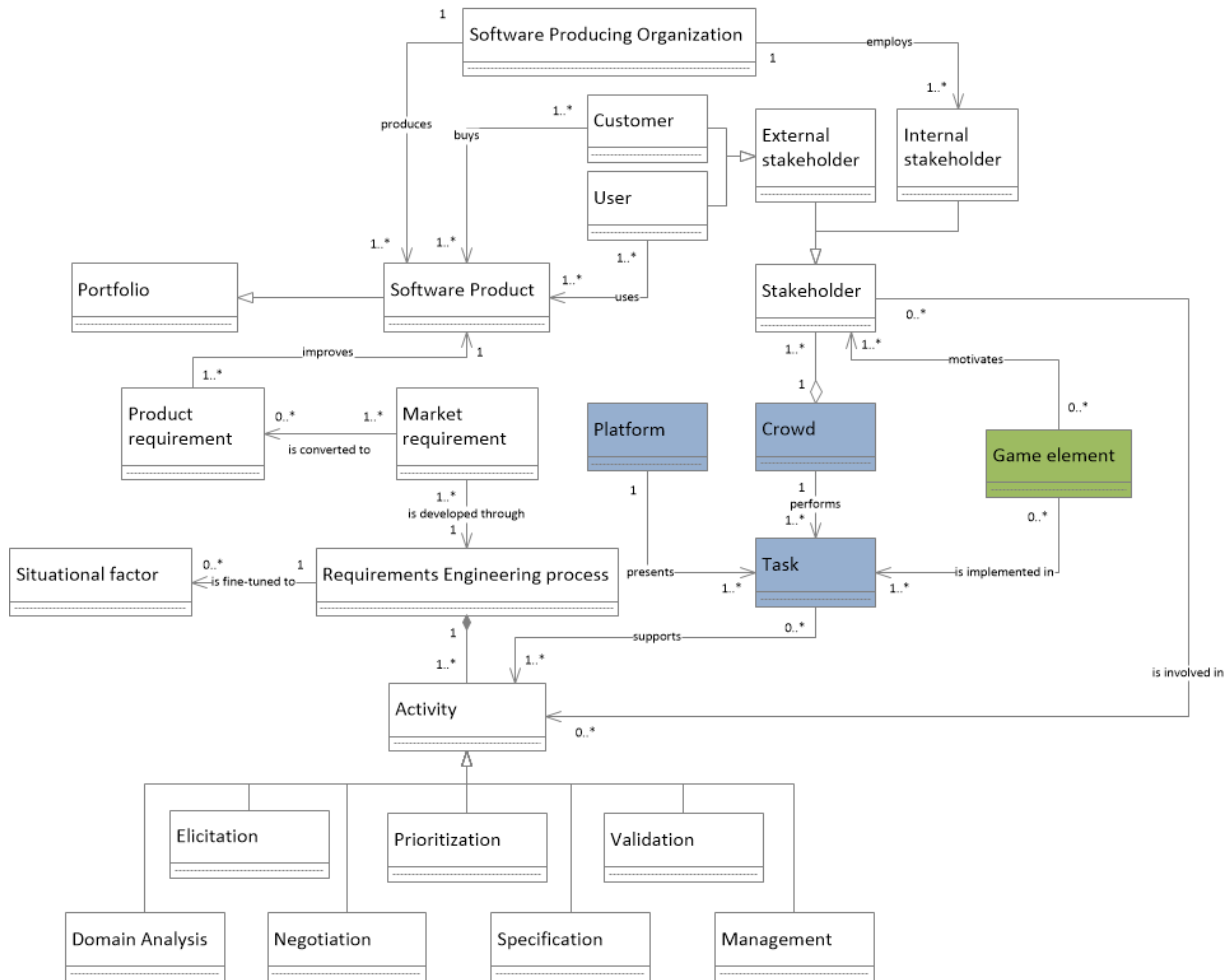 1
Software Producing Organization
employs
1
1..*
produces
1..*
buys
Customer
External
stakeholder
Internal
stakeholder
User
1..*
1..*
1..*
1..*
uses
Portfolio
Software Product
Stakeholder
0..*
improves
1
1..*
1..*
1..*
motivates
Product
requirement
0..*
1..*
is converted to
Market
requirement
1
0..*
Platform
Crowd
Game element
1
1
performs
1..*
0..*
1..*
is developed through
1
Situational factor
0..*
1
is fine-tuned to
Requirements Engineering process
presents
1..*
Task
1..*
is implemented in
1
0..*
supports
1..*
1..*
is involved in
Activity
0..*
Elicitation
Prioritization
Validation
Domain Analysis
Negotiation
Specification
Management